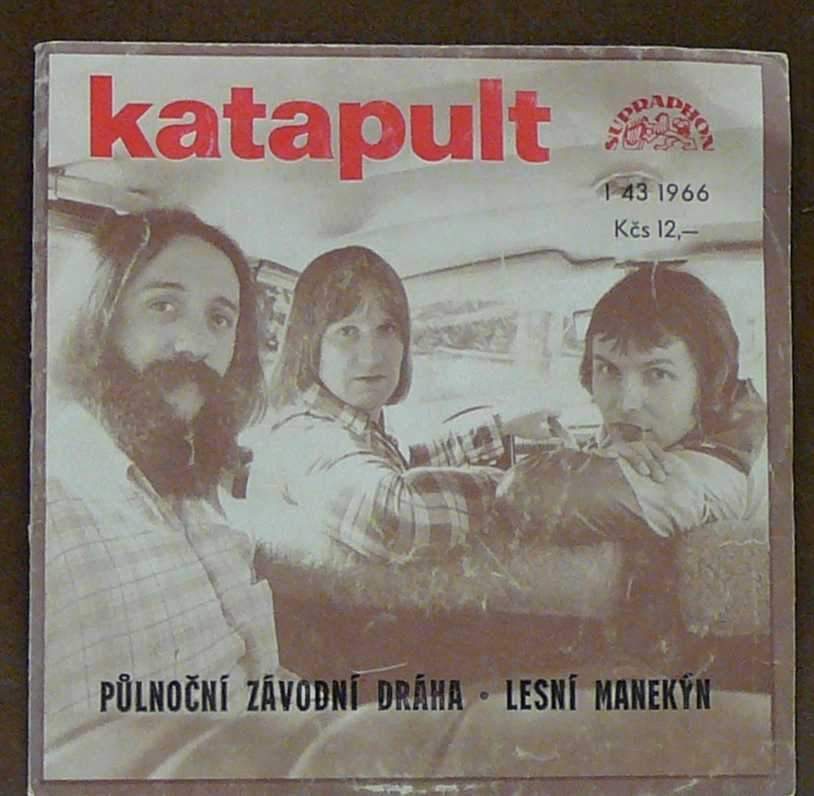 katapult
SUPRAPHON
1 43 1966
Kčs 12,—
PŮLNOČNÍ ZÁVODNÍ DRÁHA • LESNÍ MANEKÝN